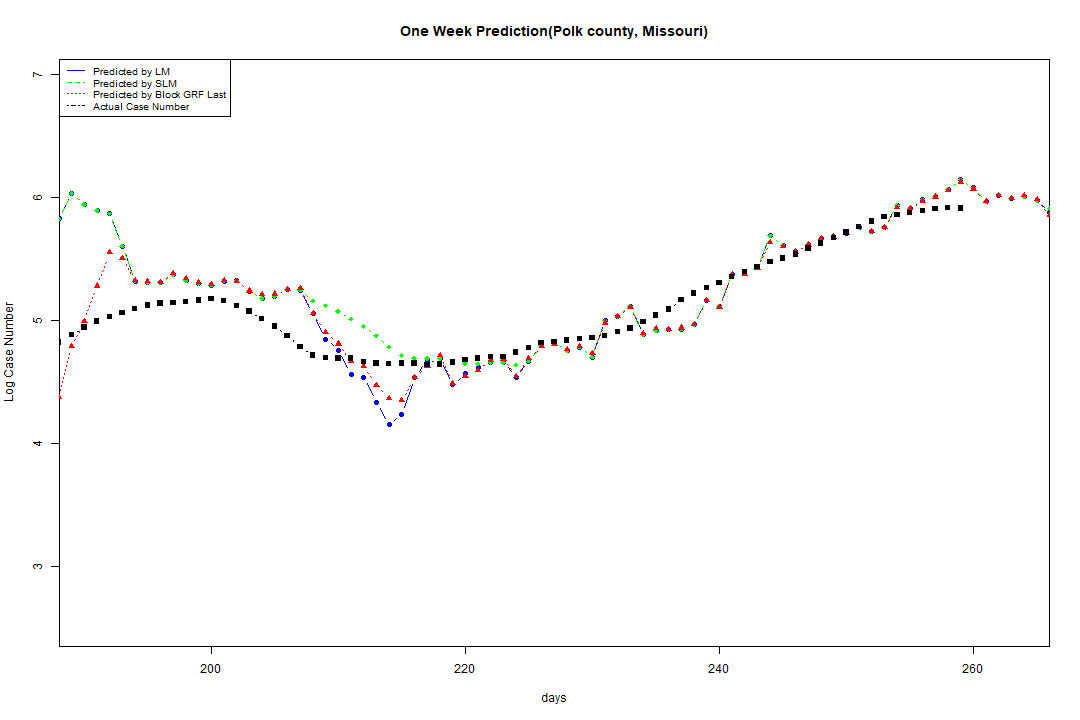 One Week Prediction(Polk county, Missouri)
Predicted by LM
Predicted by SLM
Predicted by Block GRF Last
Actual Case Number
7
6
5
4
3
Log Case Number
200
220
240
260
days